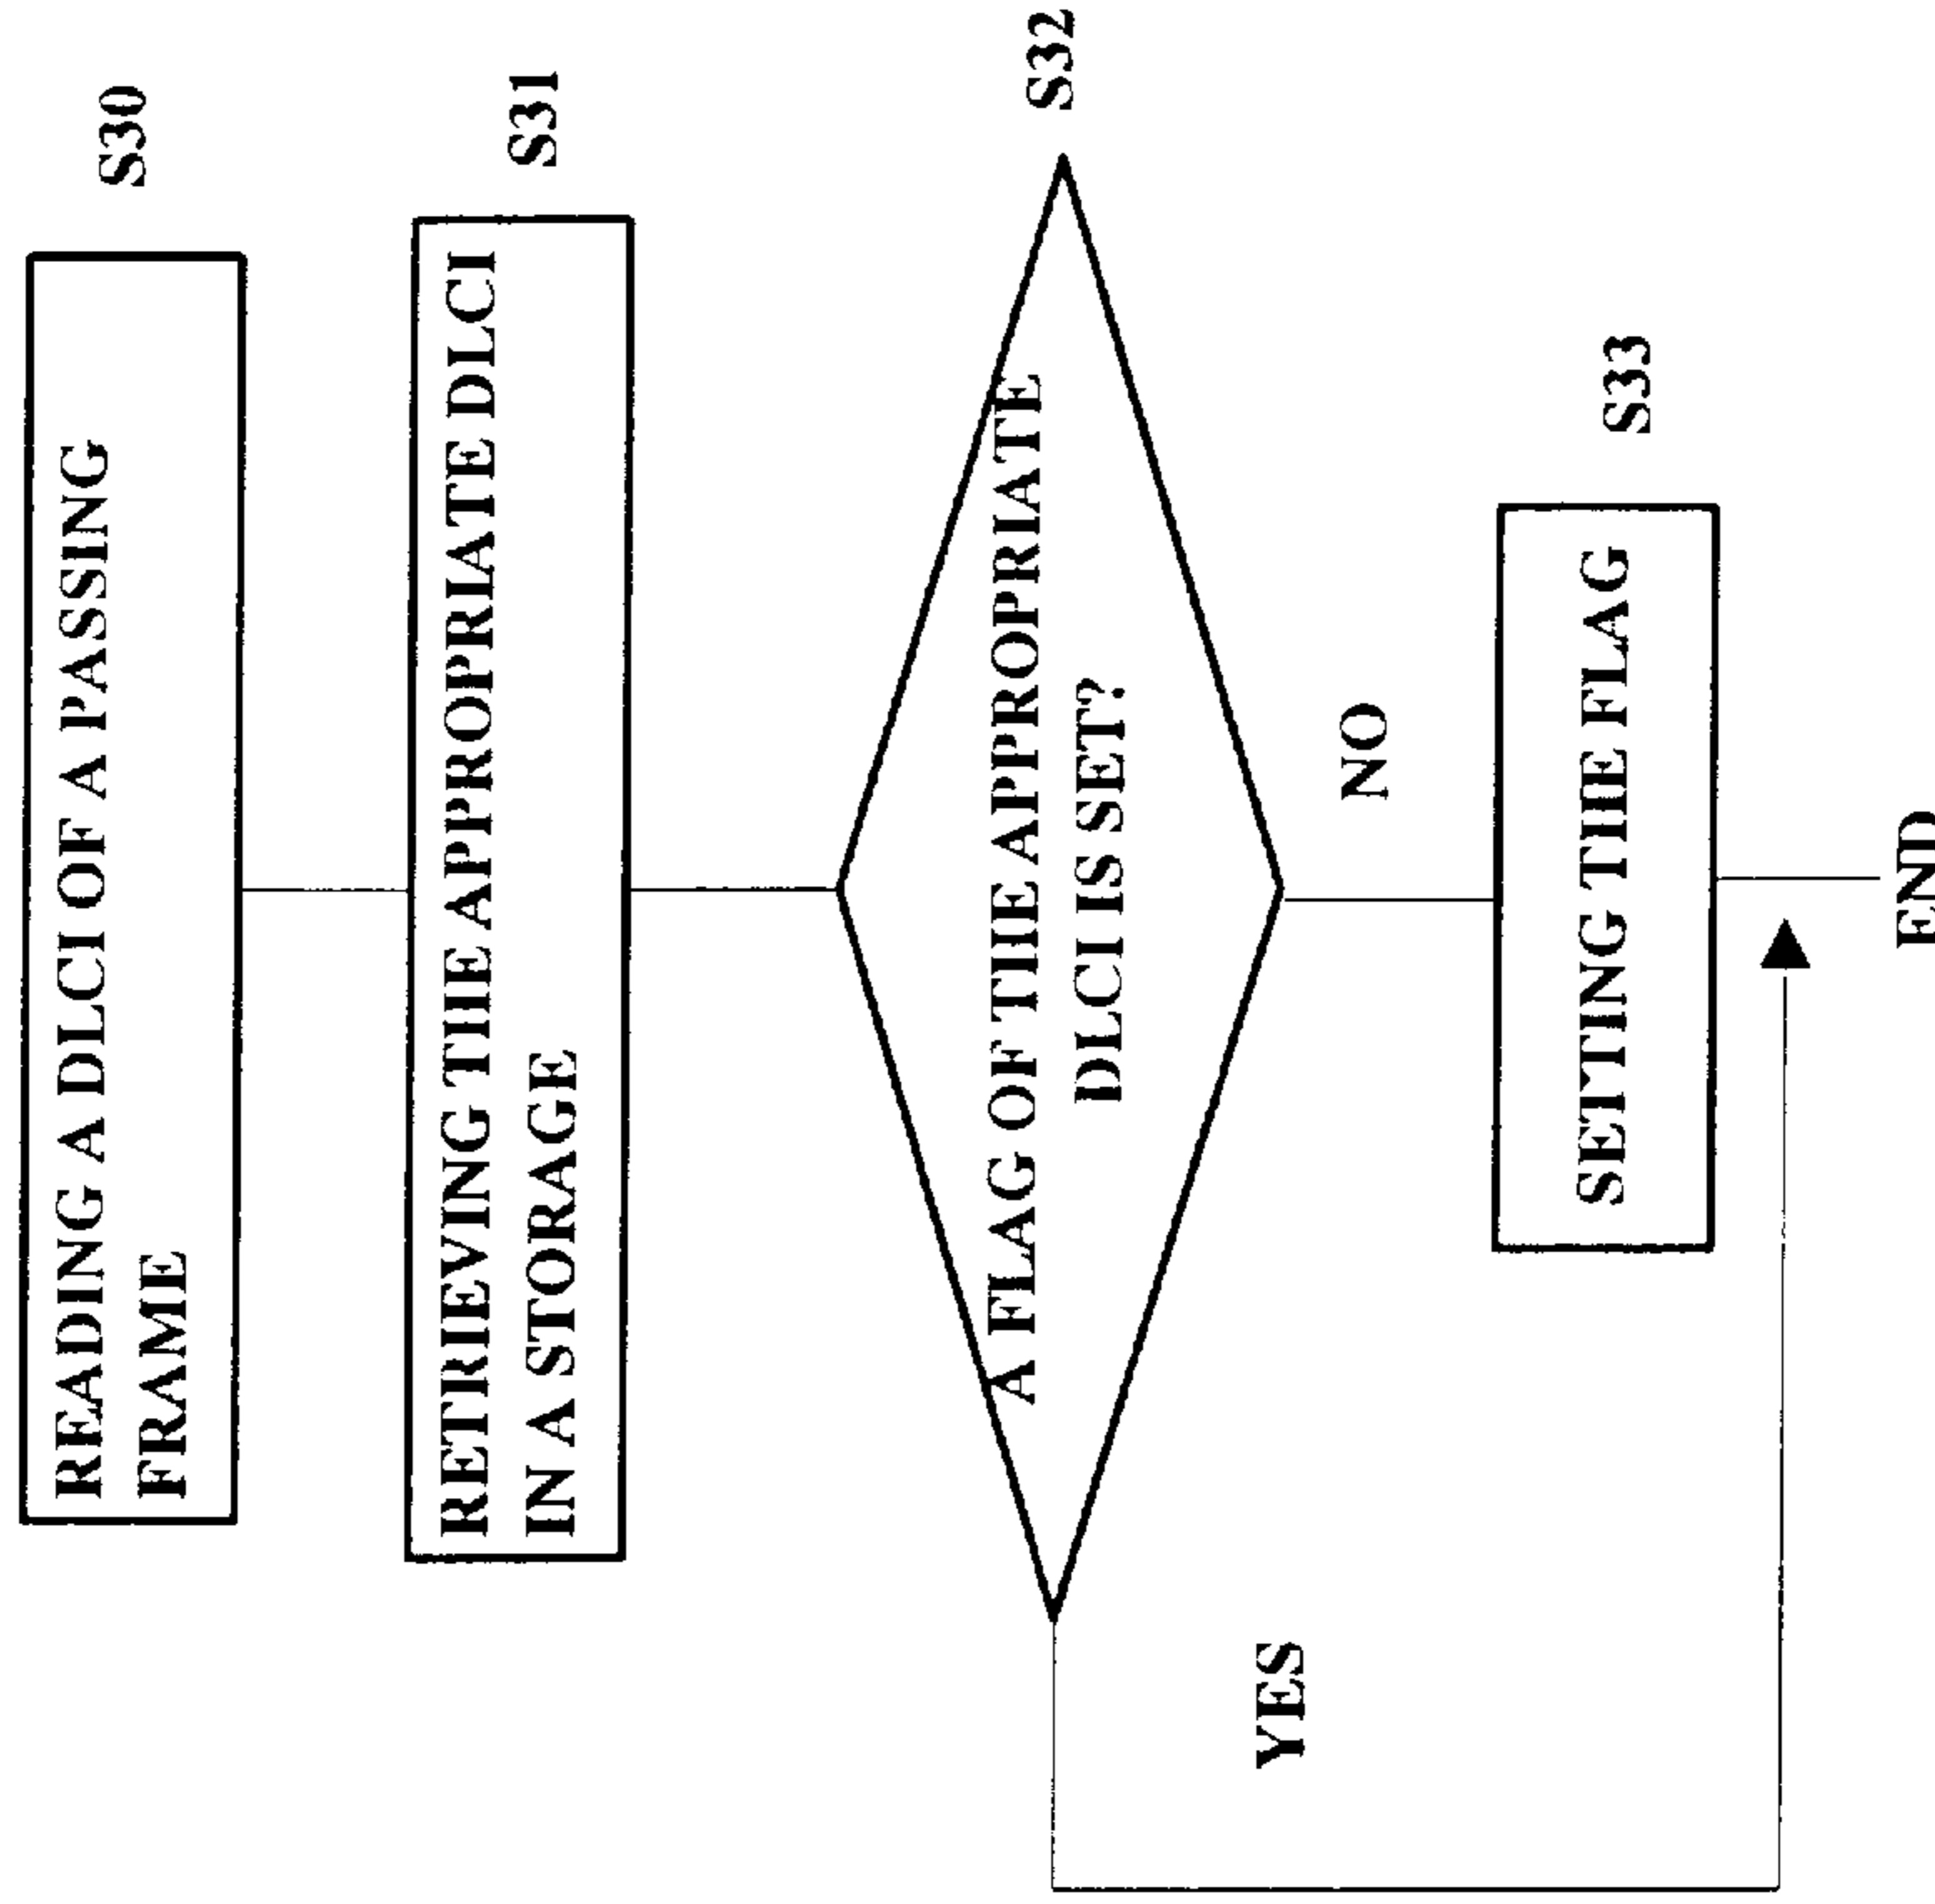 READING A DLCI OF A PASSING
FRAME
S30
RETRIEVING THE APPROPRIATE DLCI
IN A STORAGE
S31
A FLAG OF THE APPROPRIATE
DLCI IS SET?
S32
YES
NO
SETTING THE FLAG
S33
END